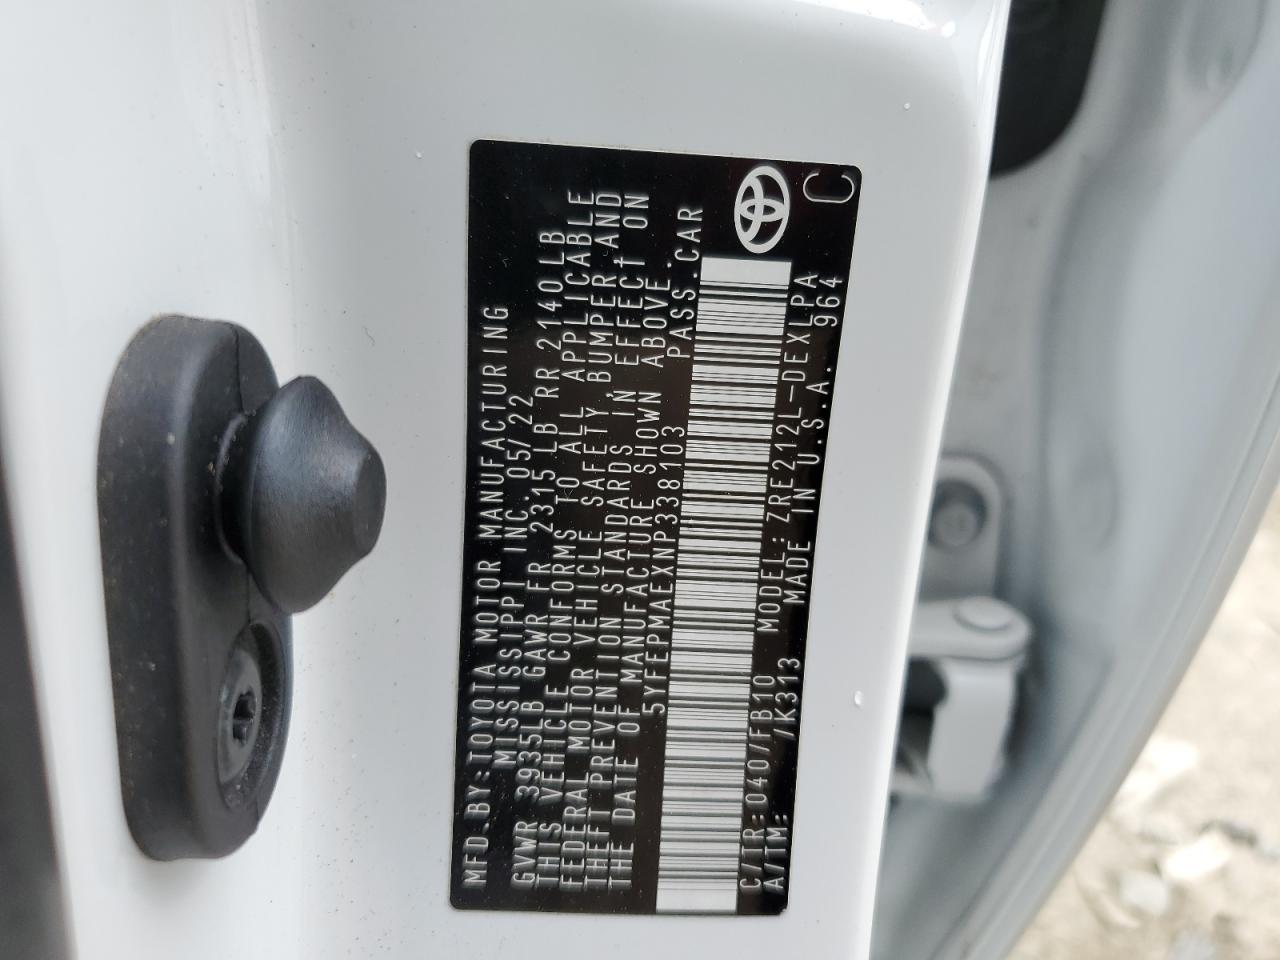 MFD.BY:TOYOTA MOTOR MANUFACTURING
MISSISSIPPI INC. 05/22
GVWR 3935LB GAWR FR 2315 LB RR 2140LB
THIS VEHICLE CONFORMS TO ALL APPLICABLE
FEDERAL MOTOR VEHICLE SAFETY, BUMPER, AND
THEFT PREVENTION STANDARDS IN EFFECT ON
THE DATE OF MANUFACTURE SHOWN ABOVE.
5YFEPMAEXNP338103 PASS.CAR
C/TR:040/FB10 MODEL:ZRE212L-DEXLPA
A/TM: /K313 MADE IN U.S.A. 964
C